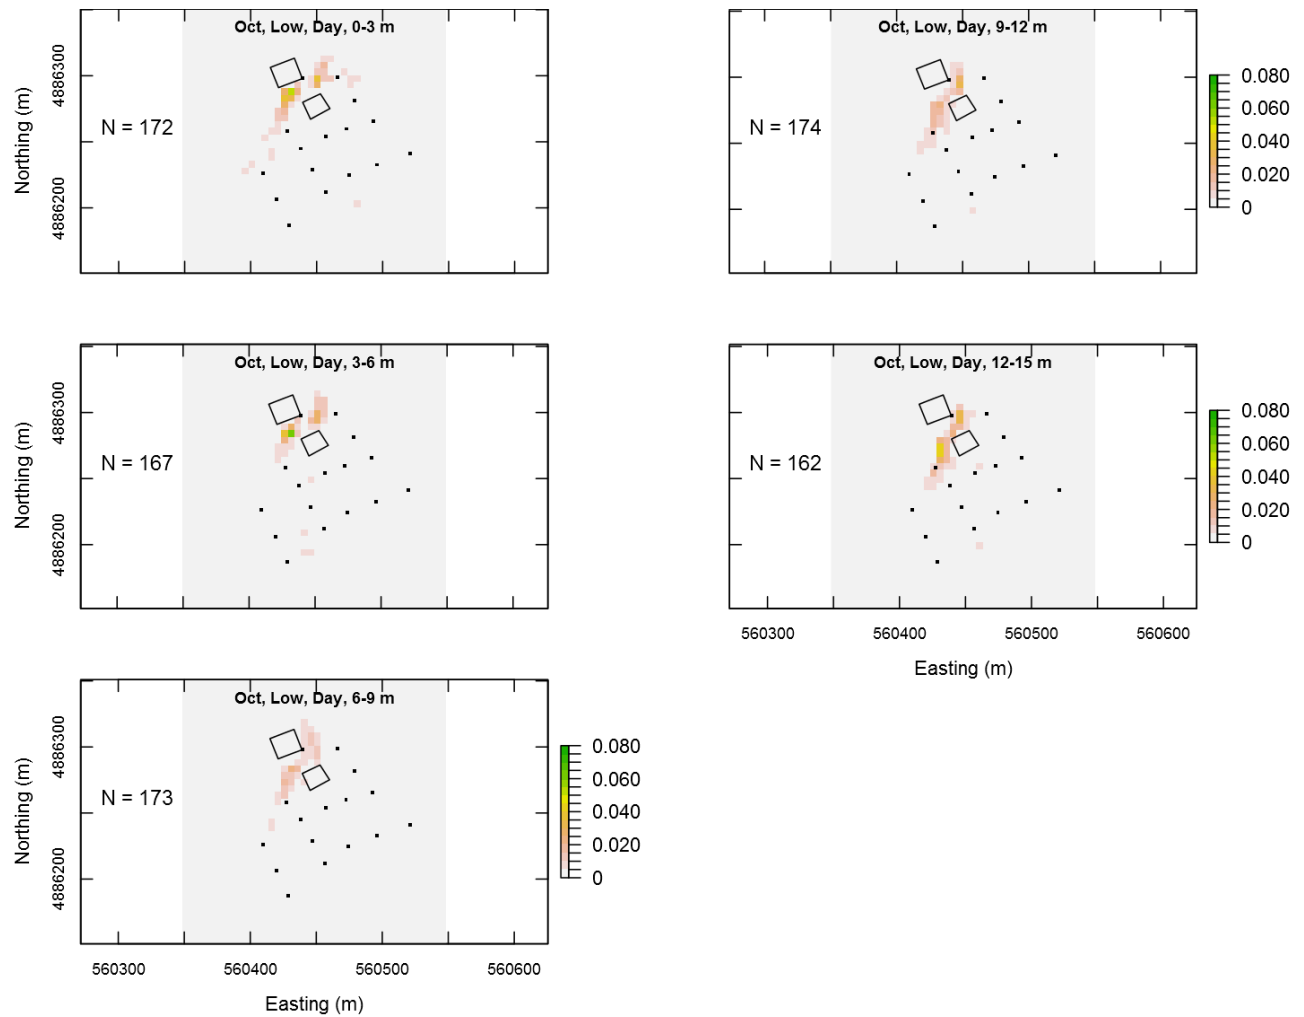 Oct, Low, Day, 0-3 m
Northing (m)
4886300
4886200
N = 172
Oct, Low, Day, 9-12 m
N = 174
0.080
0.060
0.040
0.020
0
Oct, Low, Day, 3-6 m
Northing (m)
4886300
4886200
N = 167
Oct, Low, Day, 12-15 m
N = 162
0.080
0.060
0.040
0.020
0
560300 560400 560500 560600
Easting (m)
Oct, Low, Day, 6-9 m
Northing (m)
4886300
4886200
N = 173
0.080
0.060
0.040
0.020
0
560300 560400 560500 560600
Easting (m)